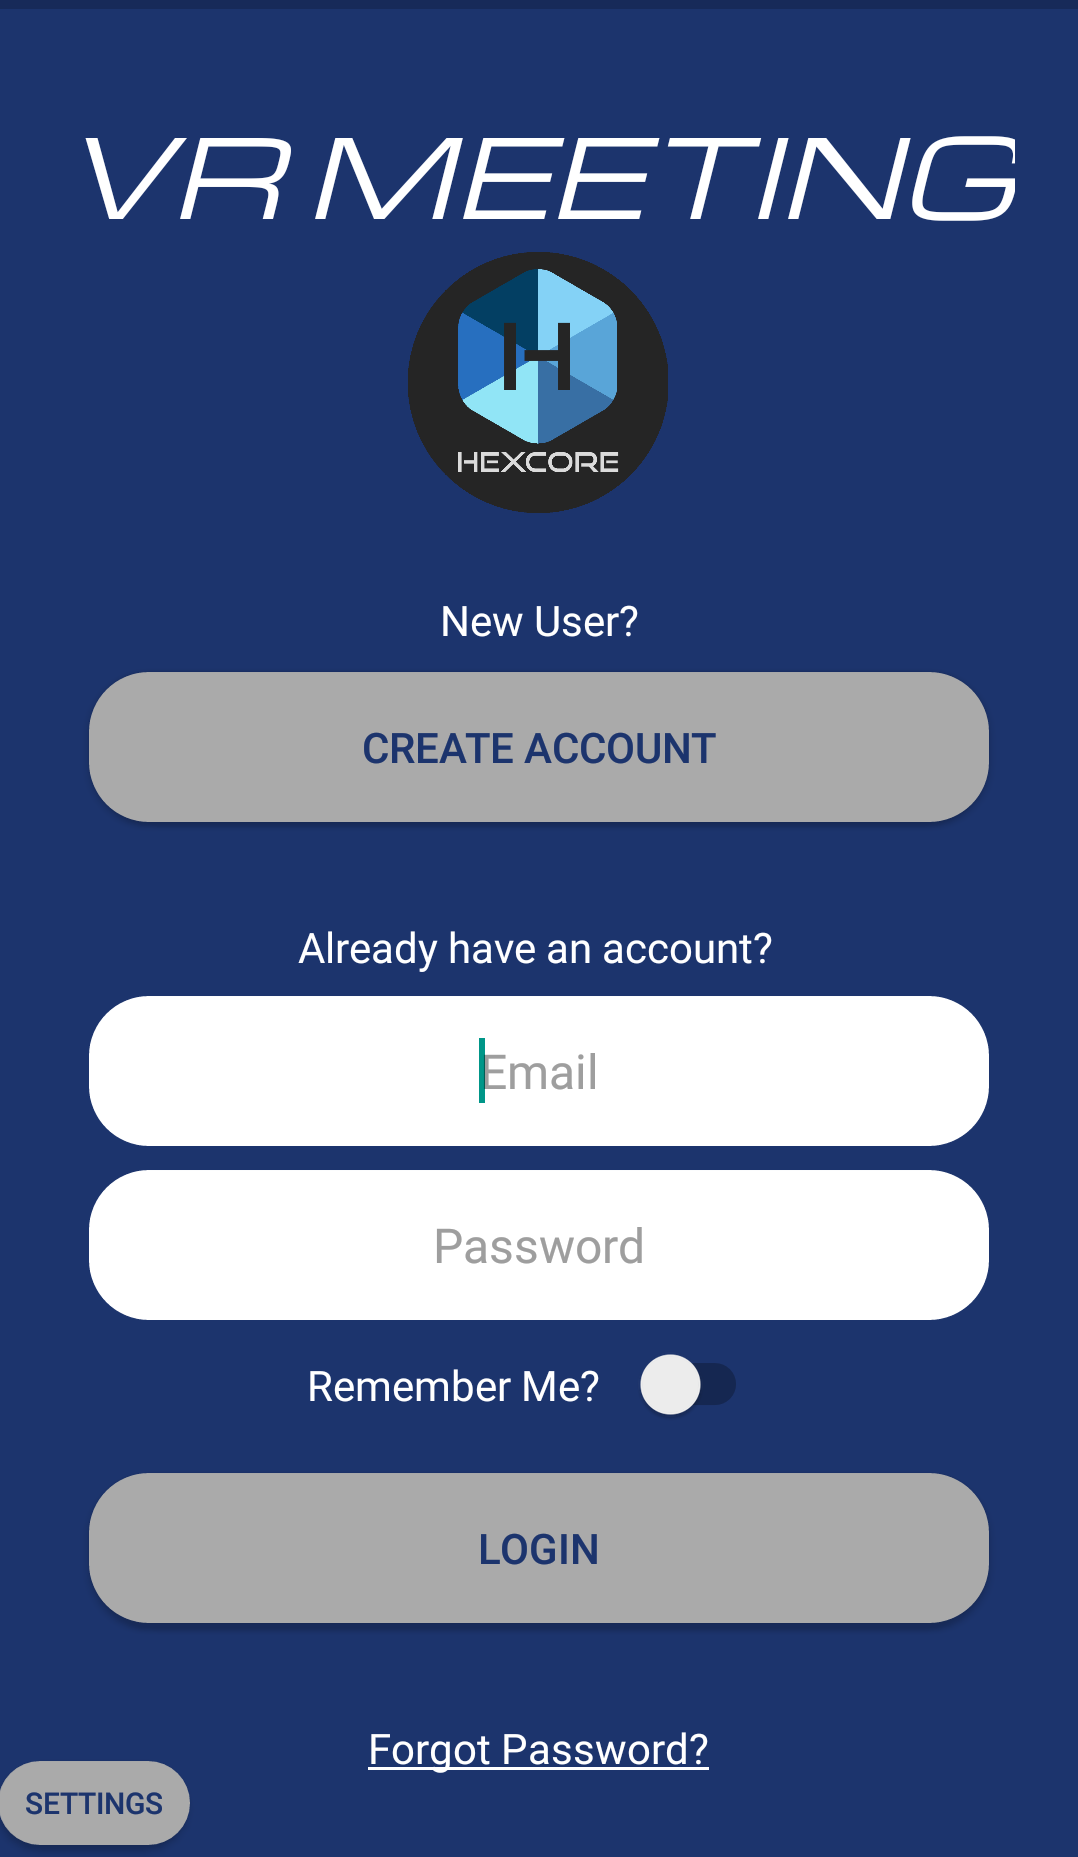 VR MEETING
H
HEXCORE
New User?
CREATE ACCOUNT
Already have an account?
Email
Password
Remember Me?
LOGIN
Forgot Password?
SETTINGS